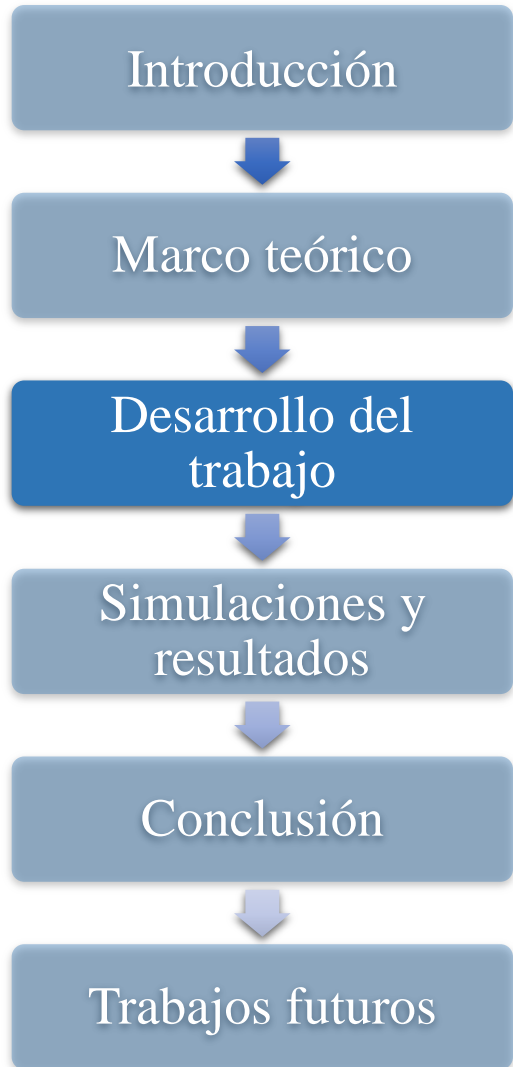 Introducción
Marco teórico
Desarrollo del
trabajo
Simulaciones y
resultados
Conclusión
Trabajos futuros